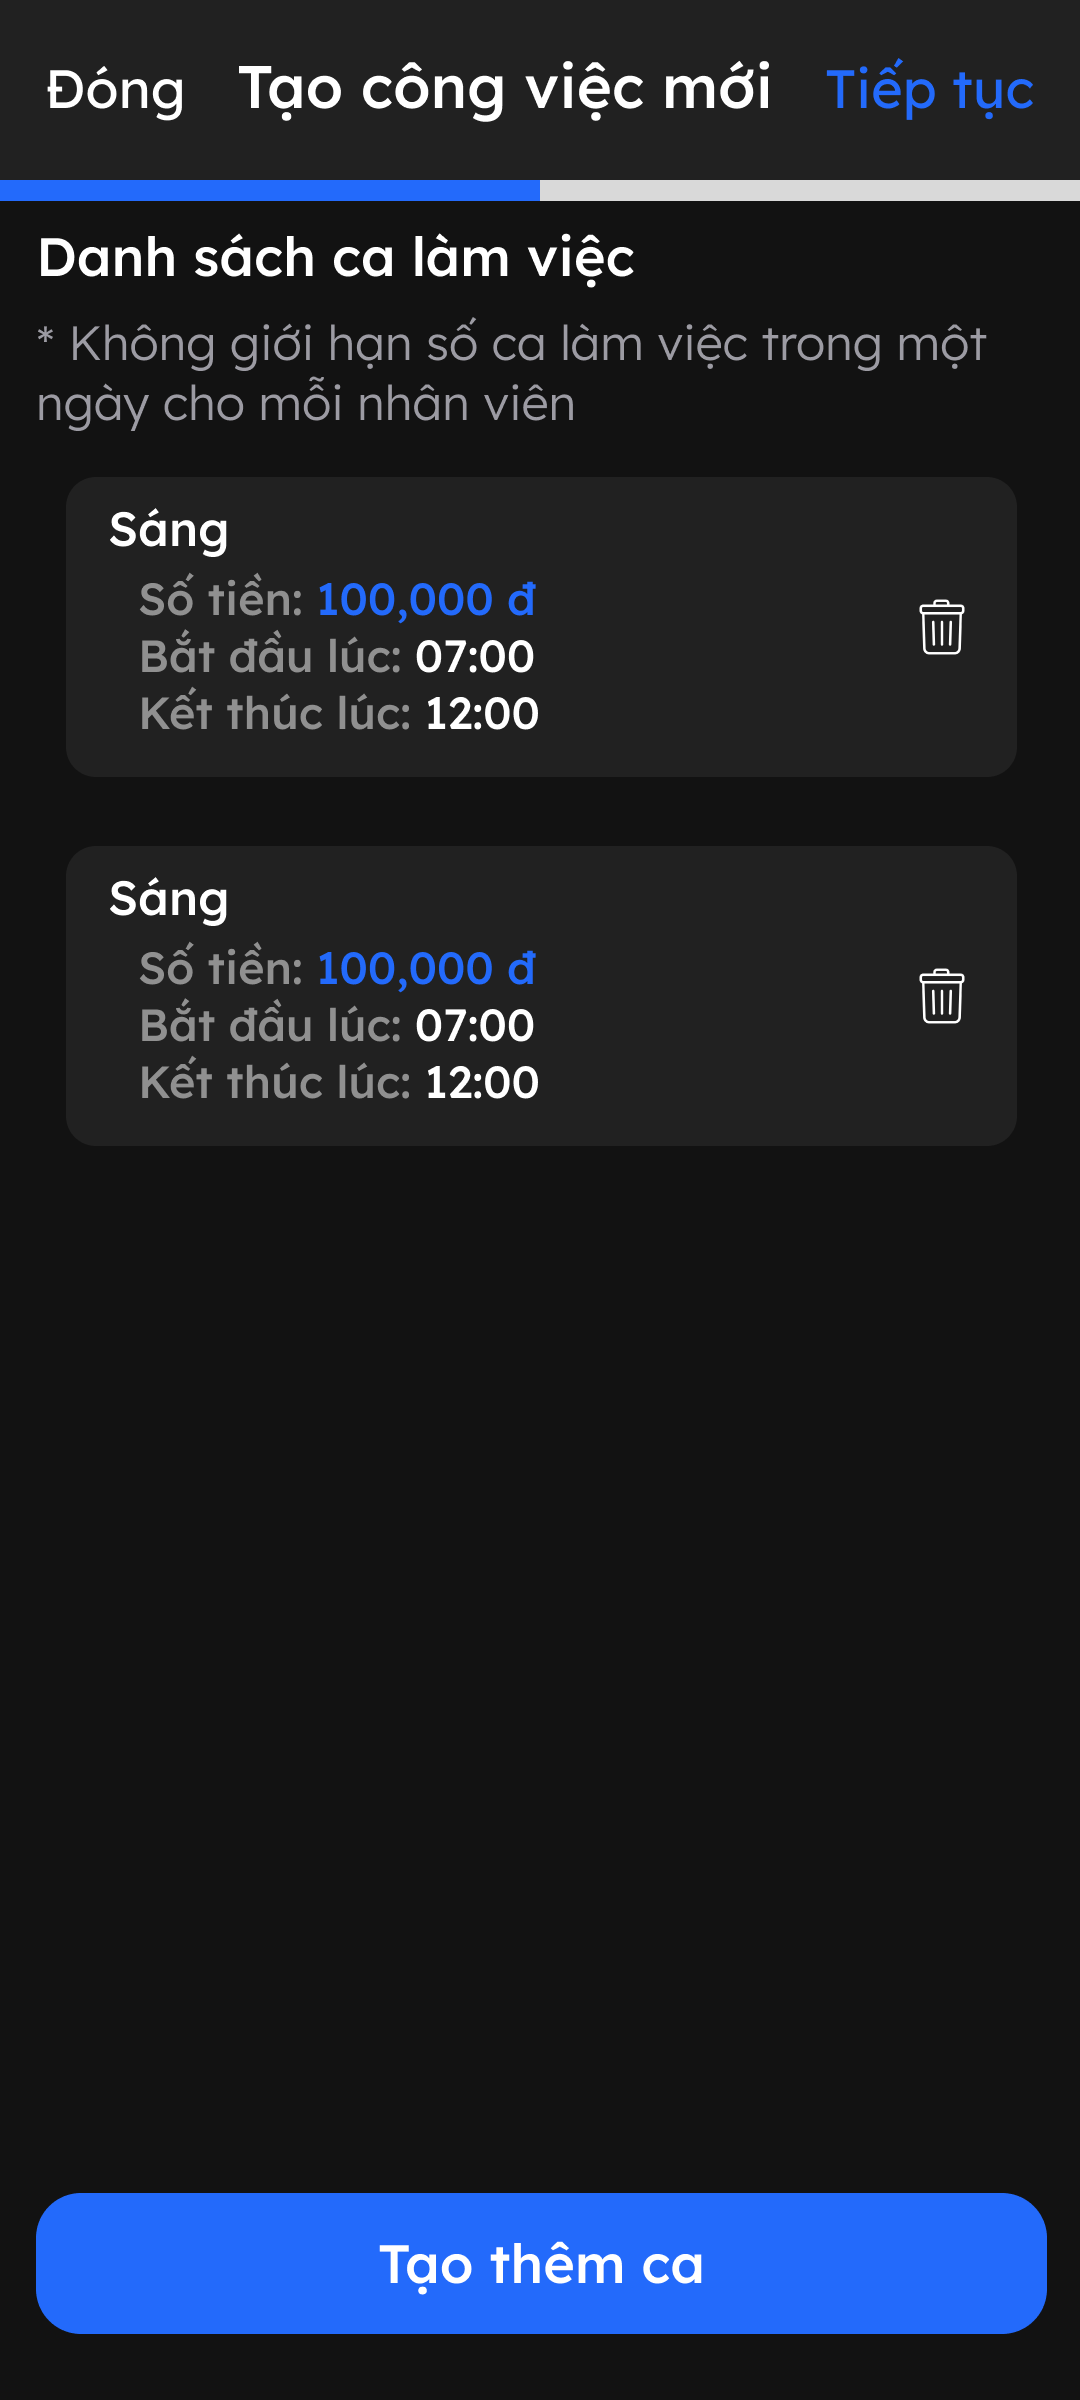 Đóng Tạo công việc mới Tiếp tục
Danh sách ca làm việc
* Không giới hạn số ca làm việc trong một
ngày cho mỗi nhân viên
Sáng
Số tiền: 100,000 đ
Bắt đầu lúc: 07:00
Kết thúc lúc: 12:00
Sáng
Số tiền: 100,000 đ
Bắt đầu lúc: 07:00
Kết thúc lúc: 12:00
Tạo thêm ca